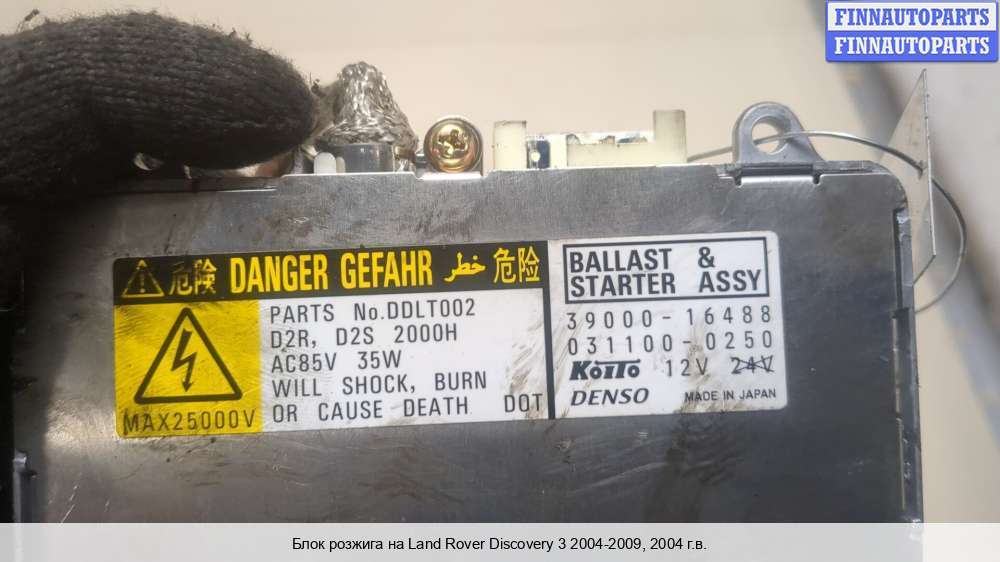 FINNAUTOPARTS
FINNAUTOPARTS
危険 DANGER GEFAHR خطر 危险
PARTS No.DDLT002
D2R, D2S 2000H
AC85V 35W
WILL SHOCK, BURN
OR CAUSE DEATH DOT
MAX25000V
BALLAST &
STARTER ASSY
39000-16488
031100-0250
KOITO 12V 24V
DENSO MADE IN JAPAN
Блок розжига на Land Rover Discovery 3 2004-2009, 2004 г.в.